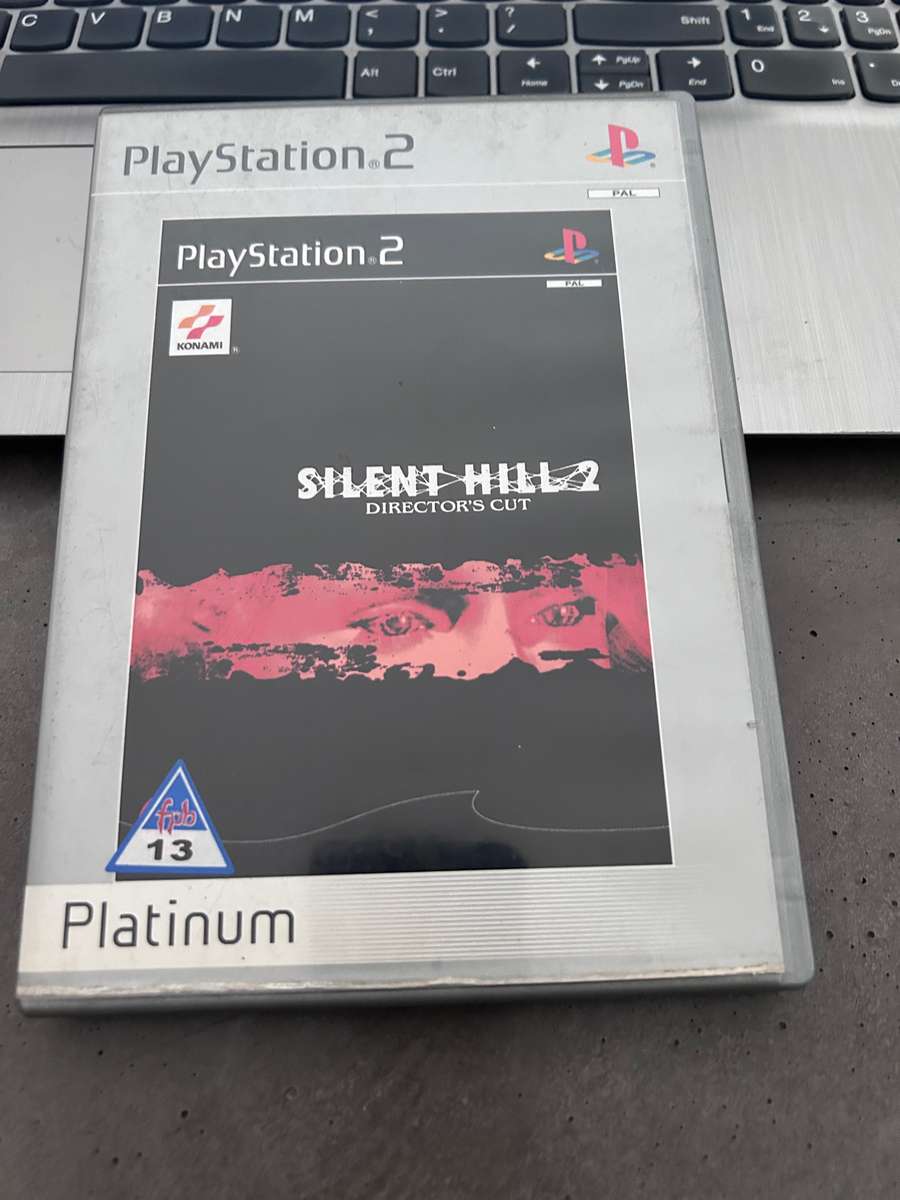 C V B N M < > ? Shift 1 2 3
, . / End PgDn
Alt Ctrl PgUp 0 .
Home PgDn End Ins
PlayStation®2
PAL
PlayStation®2
PAL
KONAMI ®
SILENT HILL 2
DIRECTOR'S CUT
fpb
13
Platinum